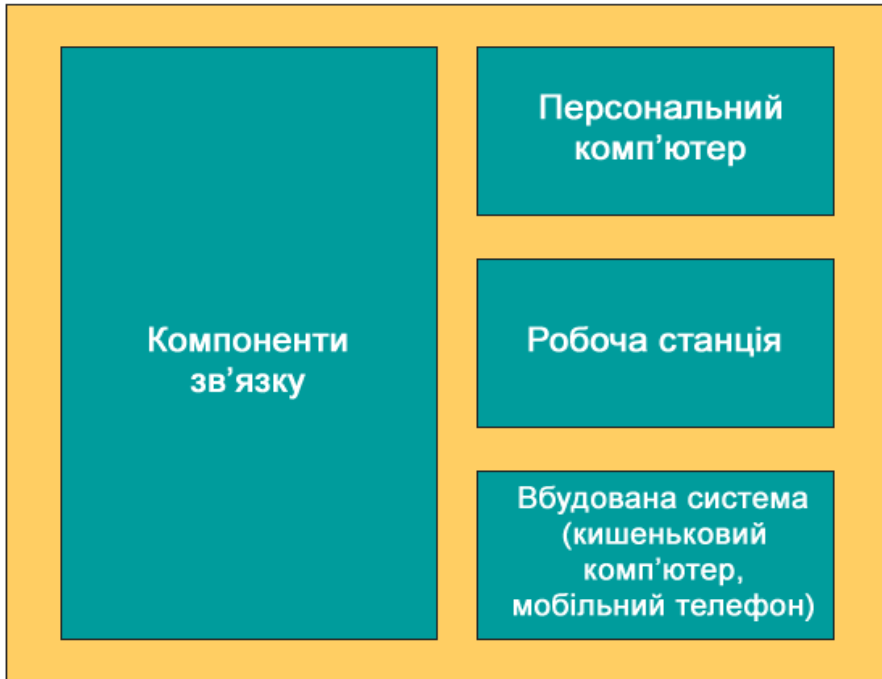 Компоненти
зв’язку
Персональний
комп’ютер
Робоча станція
Вбудована система
(кишеньковий
комп’ютер,
мобільний телефон)